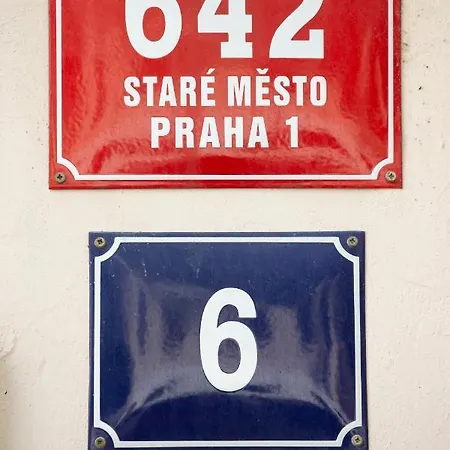 642
STARÉ MĚSTO
PRAHA 1
6